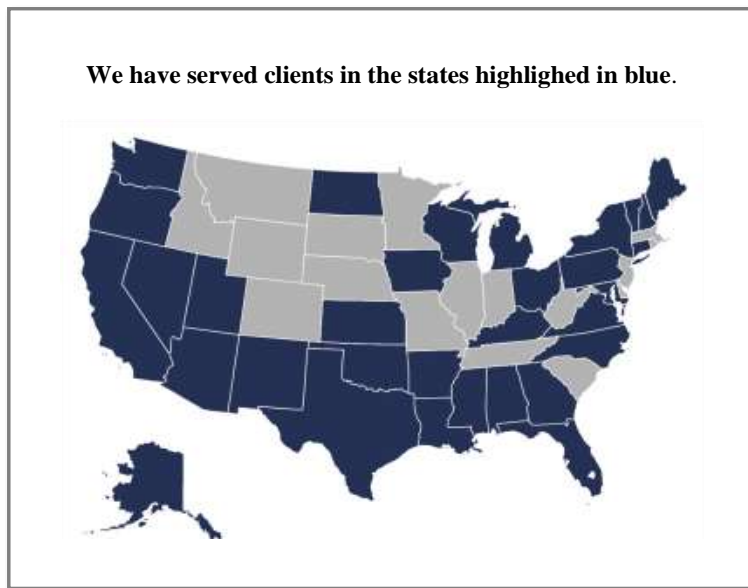 We have served clients in the states highlighed in blue.